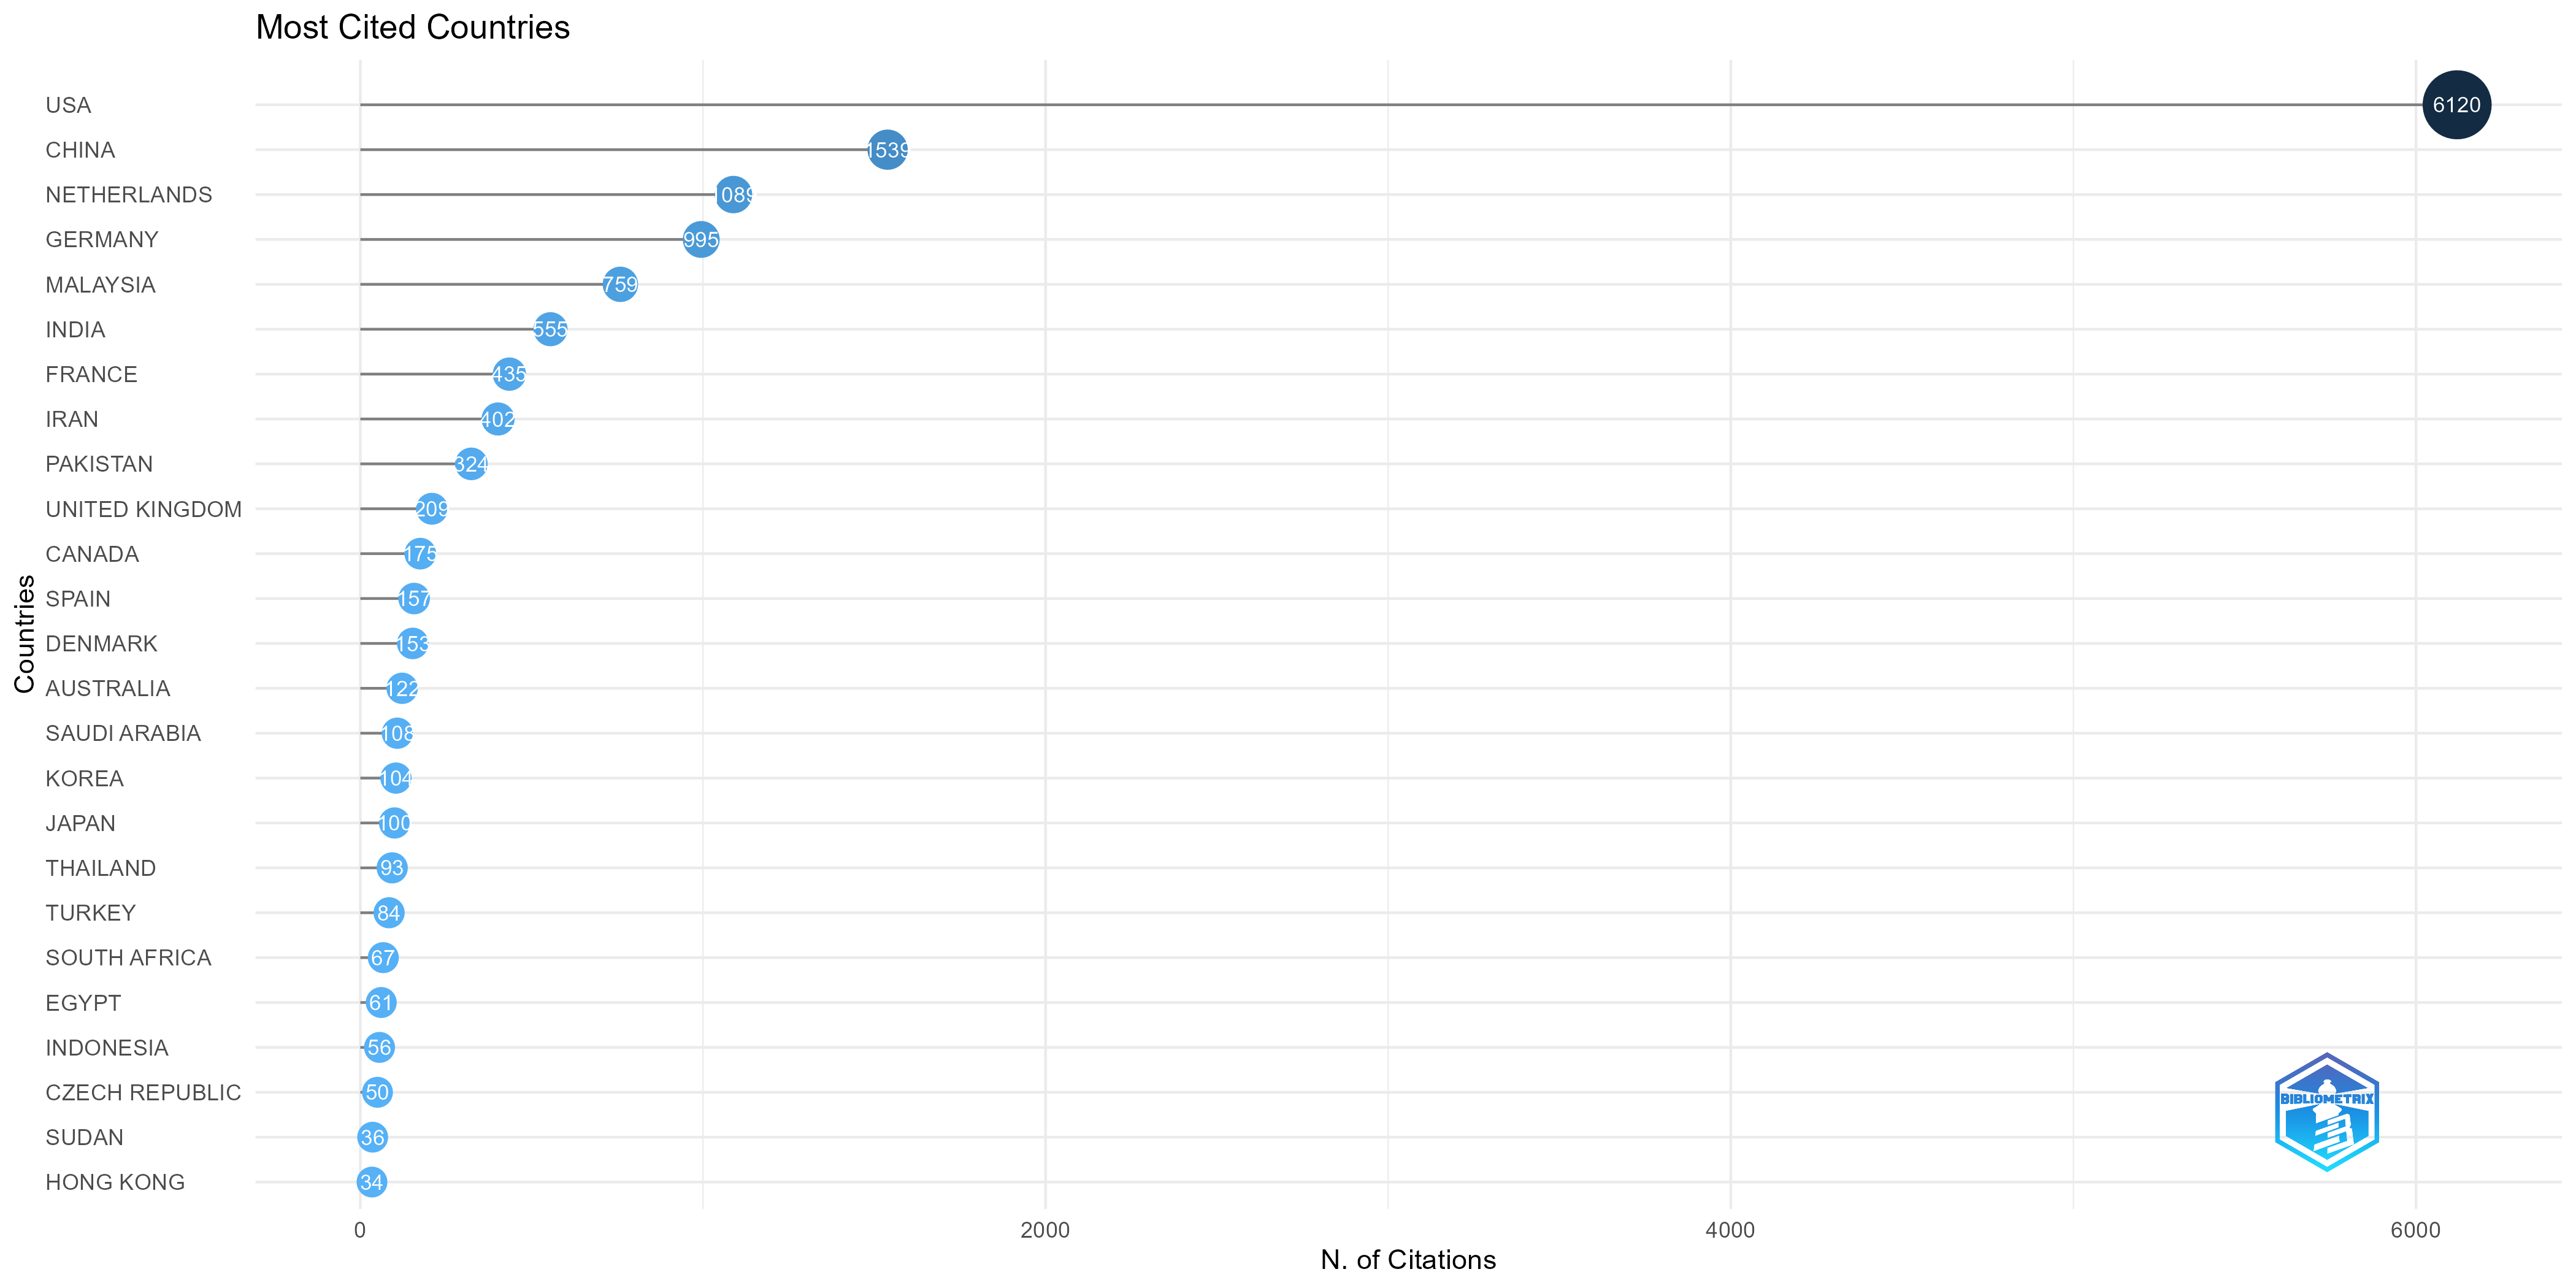 Most Cited Countries
USA 6120
CHINA 1539
NETHERLANDS 1089
GERMANY 995
MALAYSIA 759
INDIA 555
FRANCE 435
IRAN 402
PAKISTAN 324
UNITED KINGDOM 209
CANADA 175
SPAIN 157
DENMARK 153
AUSTRALIA 122
SAUDI ARABIA 108
KOREA 104
JAPAN 100
THAILAND 93
TURKEY 84
SOUTH AFRICA 67
EGYPT 61
INDONESIA 56
CZECH REPUBLIC 50
SUDAN 36
HONG KONG 34
Countries
BIBLIOMETRIX
0 2000 4000 6000
N. of Citations